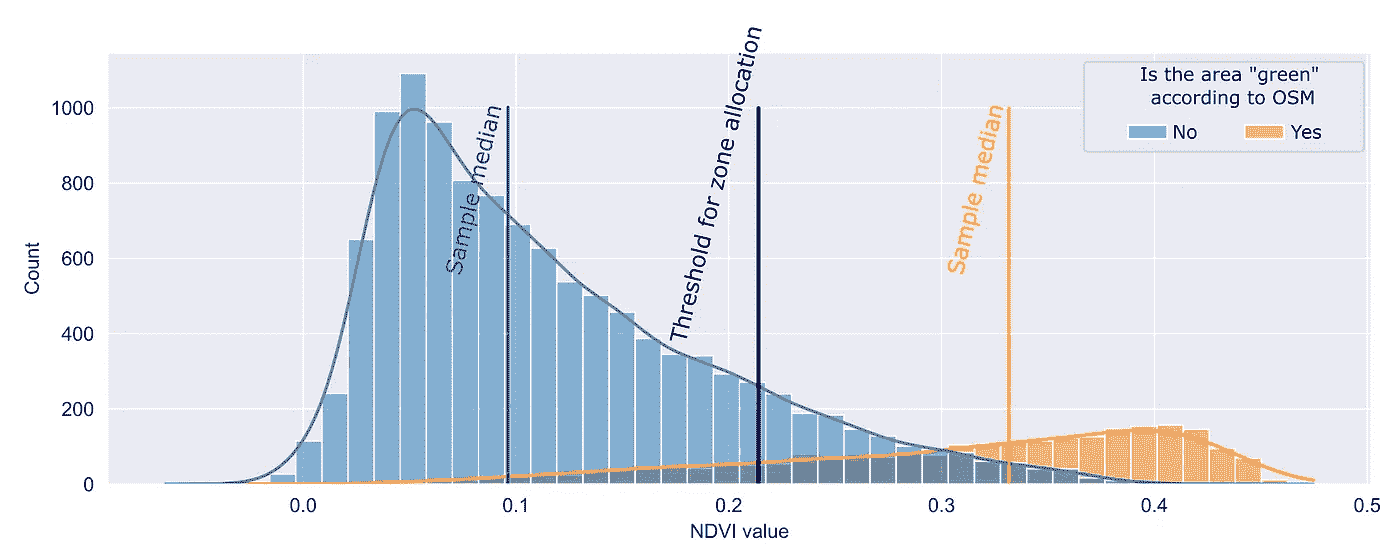 Threshold for zone allocation
Sample median
Sample median
Is the area "green"
according to OSM
No
Yes
Count
1000
800
600
400
200
0
0.0
0.1
0.2
0.3
0.4
0.5
NDVI value